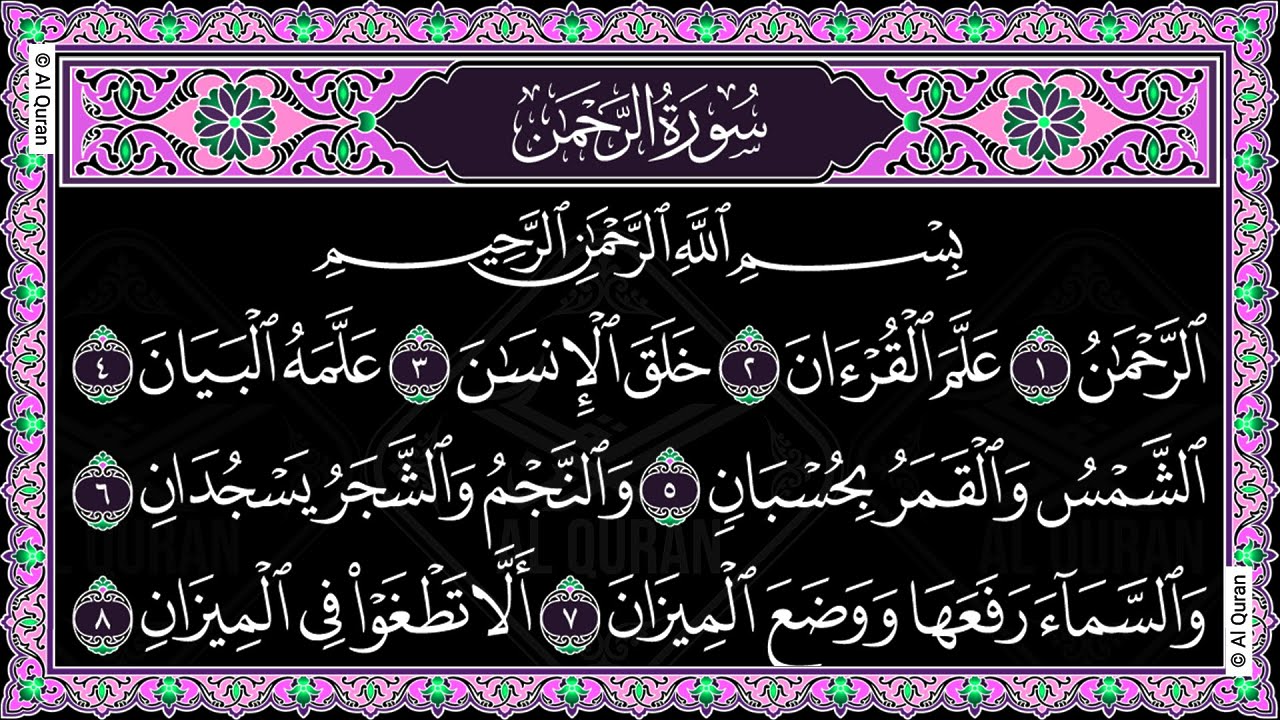 © Al Quran
سُورَةُ الرَّحْمَٰن
بِسْمِ ٱللَّهِ ٱلرَّحْمَٰنِ ٱلرَّحِيمِ
ٱلرَّحْمَٰنُ ١ عَلَّمَ ٱلْقُرْءَانَ ٢ خَلَقَ ٱلْإِنسَٰنَ ٣ عَلَّمَهُ ٱلْبَيَانَ ٤
ٱلشَّمْسُ وَٱلْقَمَرُ بِحُسْبَانٍ ٥ وَٱلنَّجْمُ وَٱلشَّجَرُ يَسْجُدَانِ ٦
AL QURAN AL QURAN AL QURAN
وَٱلسَّمَآءَ رَفَعَهَا وَوَضَعَ ٱلْمِيزَانَ ٧ أَلَّا تَطْغَوْا۟ فِى ٱلْمِيزَانِ ٨
© Al Quran